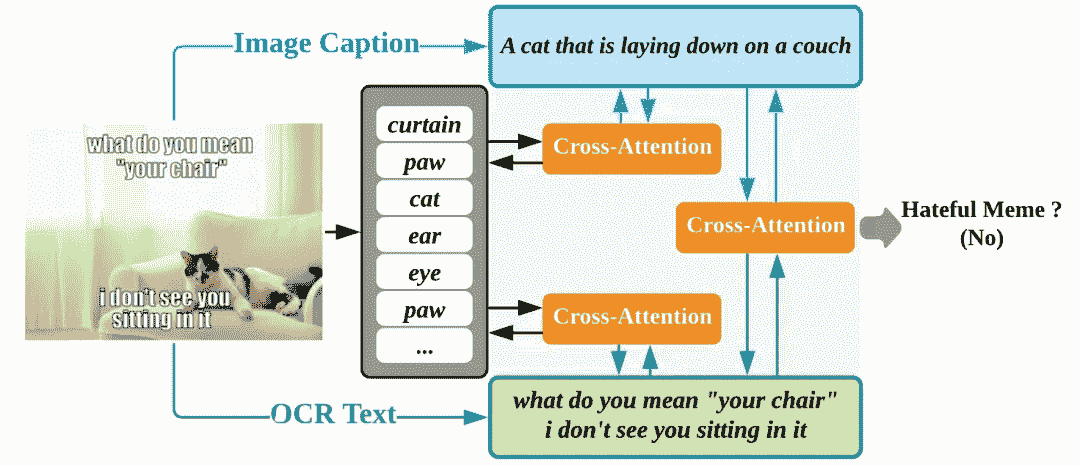 Image Caption
A cat that is laying down on a couch
what do you mean
"your chair"
i don't see you
sitting in it
curtain
paw
cat
ear
eye
paw
...
Cross-Attention
Cross-Attention
Cross-Attention
Hateful Meme ?
(No)
OCR Text
what do you mean "your chair"
i don't see you sitting in it